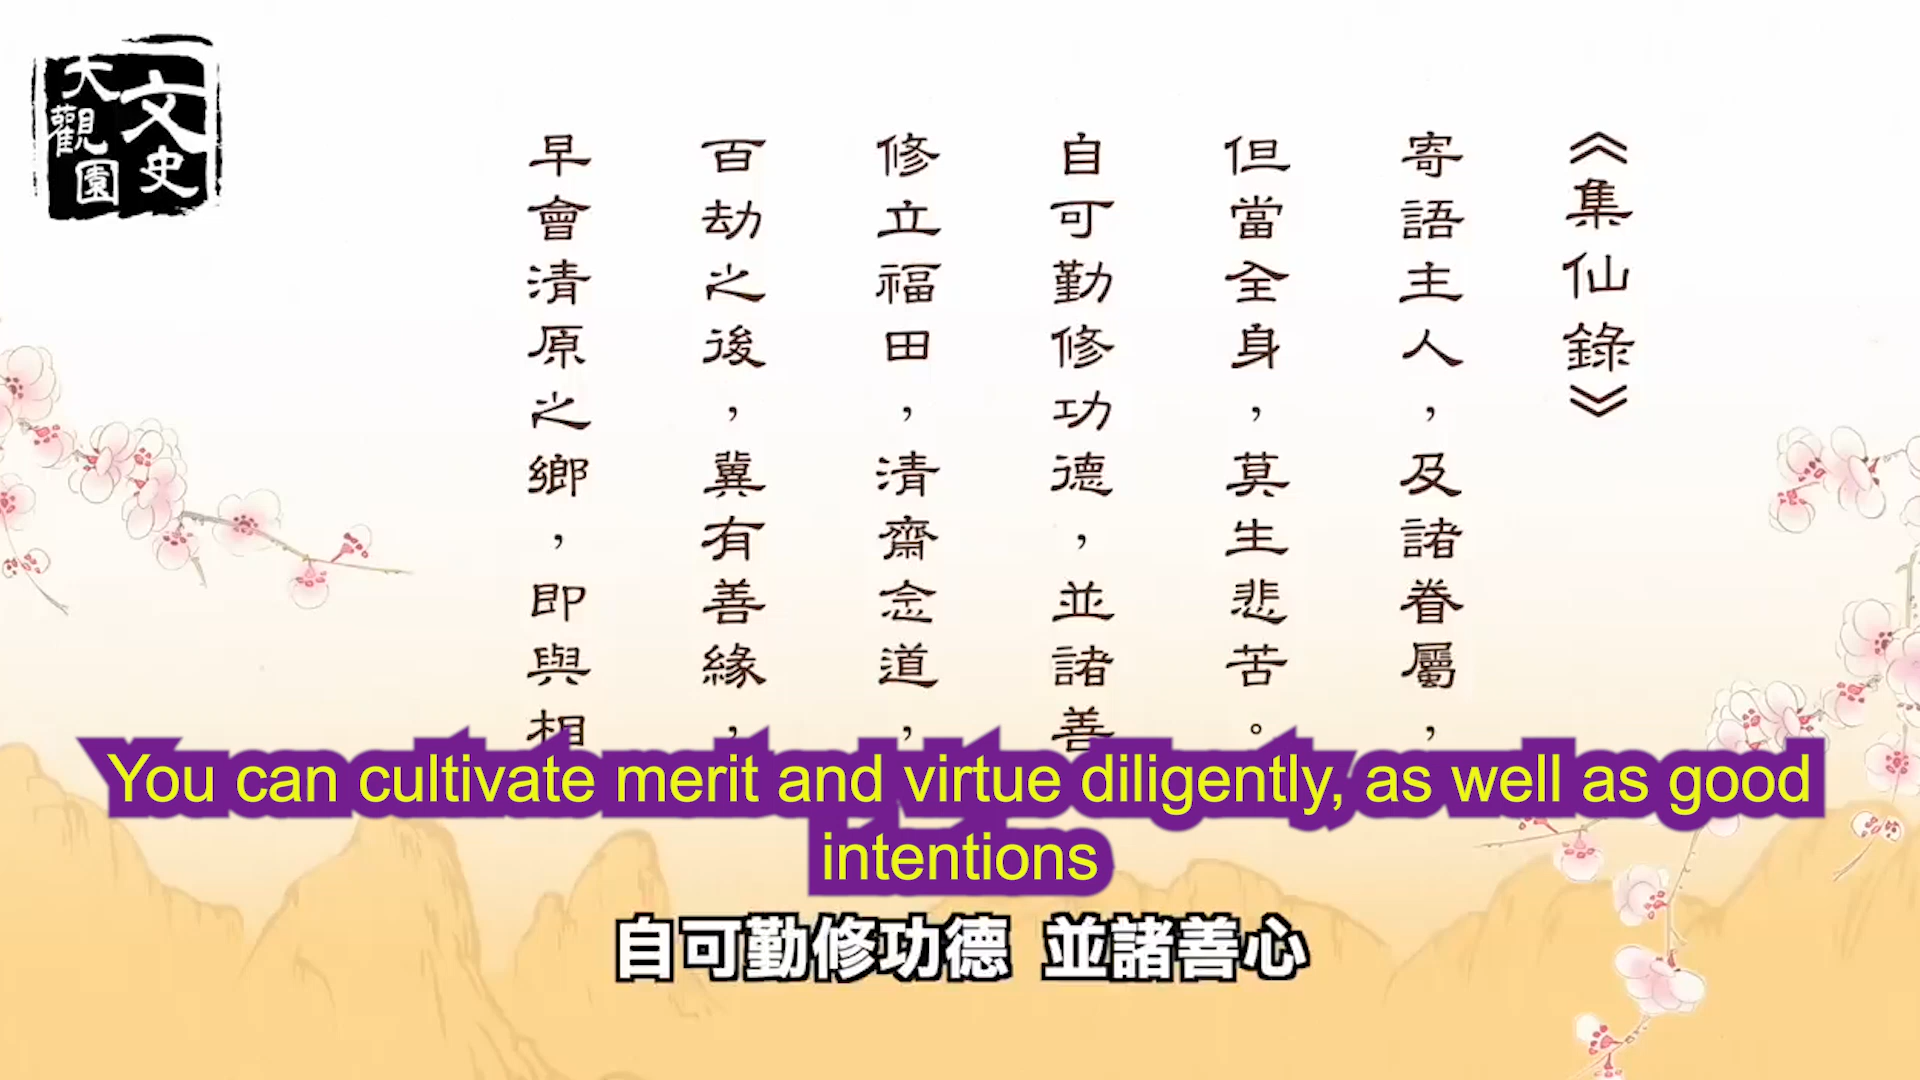 文史
大觀園
《集仙錄》
寄語主人，及諸眷屬，
但當全身，莫生悲苦。
自可勤修功德，並諸善
修立福田，清齋念道，
百劫之後，冀有善緣，
早會清原之鄉，即與相
You can cultivate merit and virtue diligently, as well as good
intentions
自可勤修功德 並諸善心